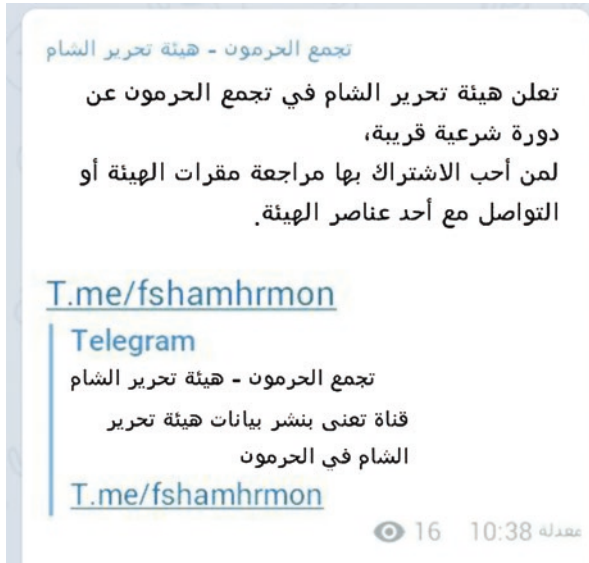 تجمع الحرمون - هيئة تحرير الشام
تعلن هيئة تحرير الشام في تجمع الحرمون عن
دورة شرعية قريبة،
لمن أحب الاشتراك بها مراجعة مقرات الهيئة أو
التواصل مع أحد عناصر الهيئة.
T.me/fshamhrmon
Telegram
تجمع الحرمون - هيئة تحرير الشام
قناة تعنى بنشر بيانات هيئة تحرير
الشام في الحرمون
T.me/fshamhrmon
16 10:38 معدلة